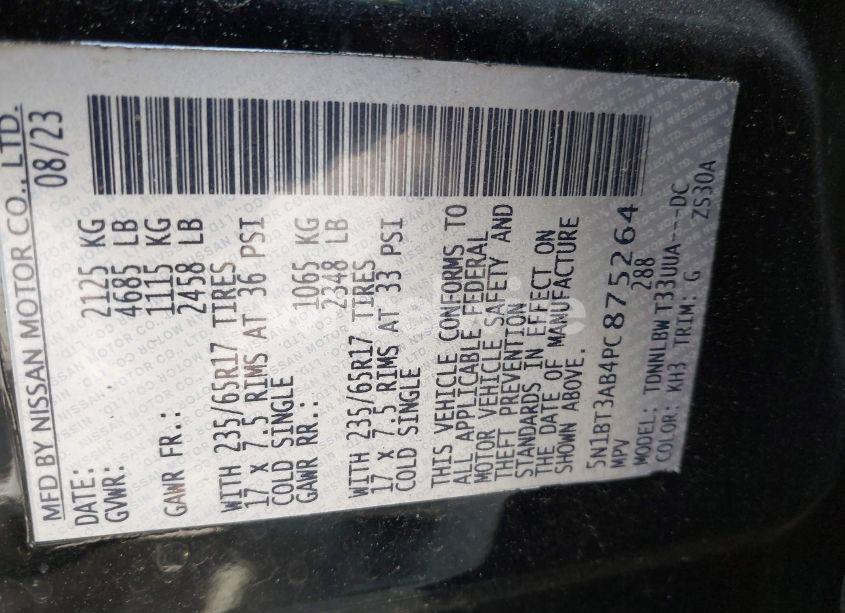 MFD BY NISSAN MOTOR CO., LTD.
DATE: 08/23
GVWR: 2125 KG
4685 LB
GAWR FR.: 1115 KG
2458 LB
WITH 235/65R17 TIRES
17 X 7.5 RIMS AT 36 PSI
COLD SINGLE
GAWR RR.: 1065 KG
2348 LB
WITH 235/65R17 TIRES
17 X 7.5 RIMS AT 33 PSI
COLD SINGLE
THIS VEHICLE CONFORMS TO
ALL APPLICABLE FEDERAL
MOTOR VEHICLE SAFETY AND
THEFT PREVENTION
STANDARDS IN EFFECT ON
THE DATE OF MANUFACTURE
SHOWN ABOVE.
5N1BT3AB4PC875264
MPV 288
MODEL: TDNNLBW T33UUA---DC
COLOR: KH3 TRIM: G ZS30A